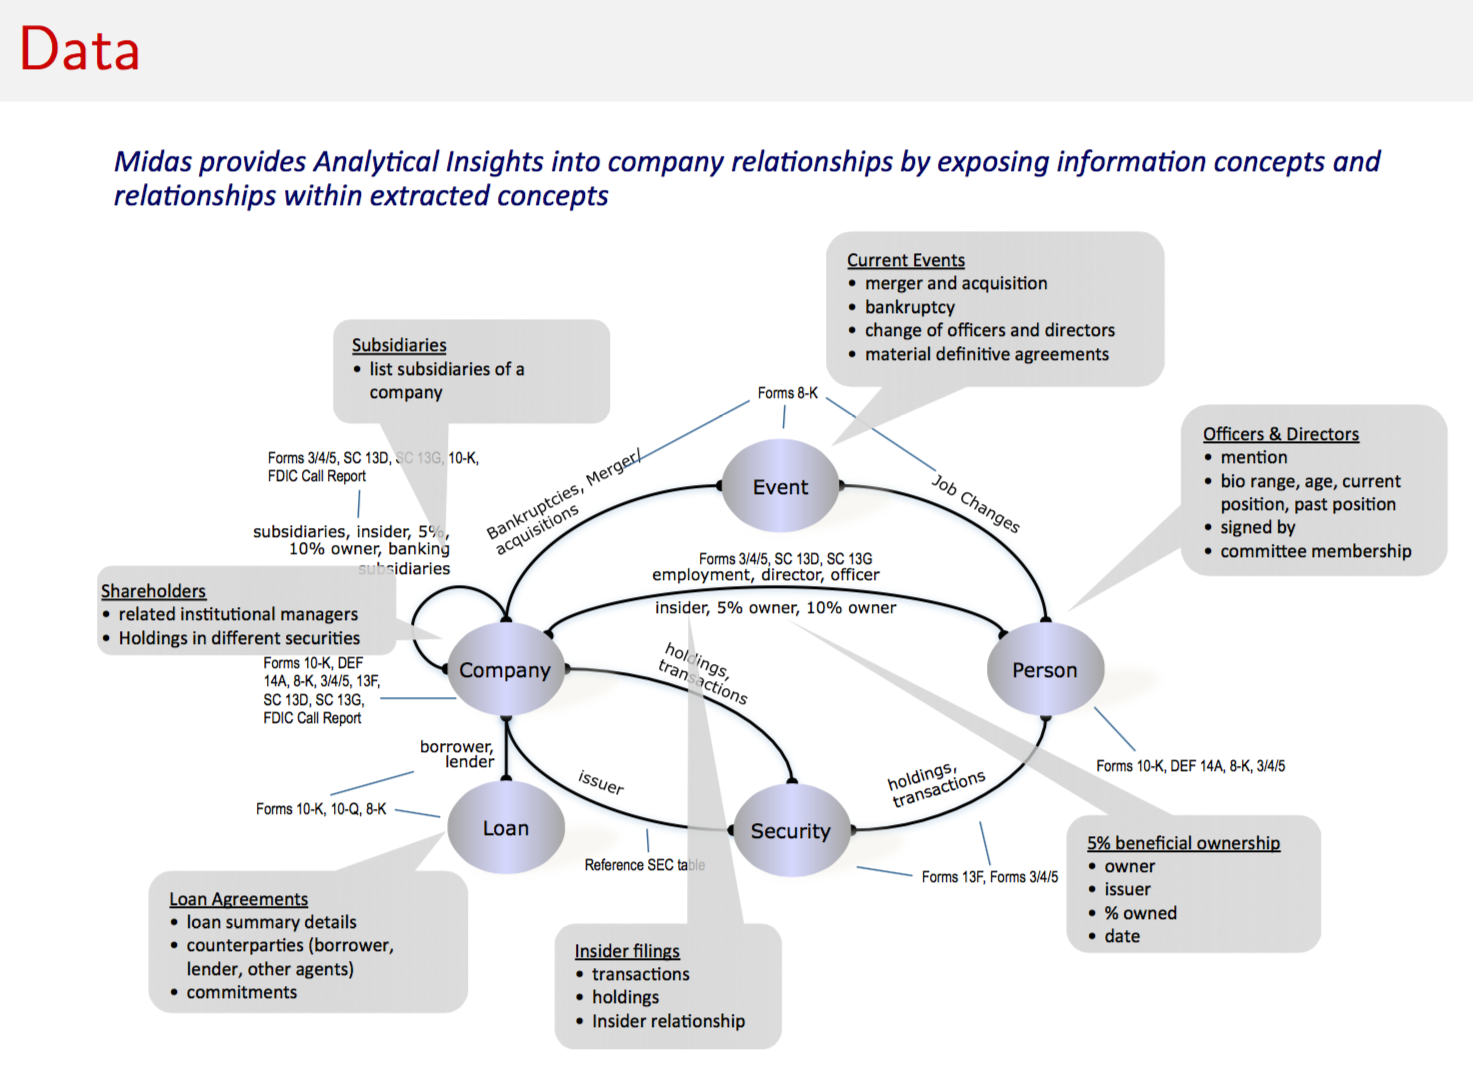 Data
Midas provides Analytical Insights into company relationships by exposing information concepts and
relationships within extracted concepts
Current Events
• merger and acquisition
• bankruptcy
• change of officers and directors
• material definitive agreements
Subsidiaries
• list subsidiaries of a
company
Forms 8-K
Officers & Directors
• mention
• bio range, age, current
position, past position
• signed by
• committee membership
Forms 3/4/5, SC 13D, SC 13G, 10-K,
FDIC Call Report
Bankruptcies, Merger/
acquisitions
Event
Job Changes
subsidiaries, insider, 5%,
10% owner, banking
subsidiaries
Forms 3/4/5, SC 13D, SC 13G
employment, director, officer
insider, 5% owner, 10% owner
Shareholders
• related institutional managers
• Holdings in different securities
Company
holdings,
transactions
Person
Forms 10-K, DEF
14A, 8-K, 3/4/5, 13F,
SC 13D, SC 13G,
FDIC Call Report
borrower,
lender
issuer
holdings,
transactions
Forms 10-K, DEF 14A, 8-K, 3/4/5
Forms 10-K, 10-Q, 8-K
Loan
Security
Reference SEC table
Forms 13F, Forms 3/4/5
5% beneficial ownership
• owner
• issuer
• % owned
• date
Loan Agreements
• loan summary details
• counterparties (borrower,
lender, other agents)
• commitments
Insider filings
• transactions
• holdings
• Insider relationship